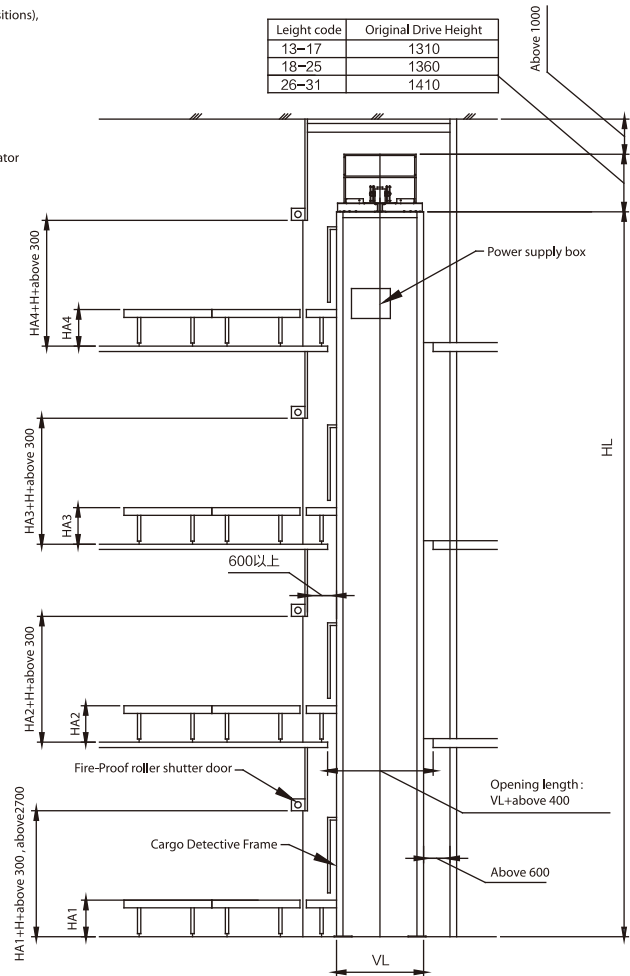 sitions),
Leight code Original Drive Height
13-17 1310
18-25 1360
26-31 1410
Above 1000
ator
HA4+H+above 300
HA4
Power supply box
HL
HA3+H+above 300
HA3
600以上
HA2+H+above 300
HA2
Fire-Proof roller shutter door
Opening length:
VL+above 400
HA1+H+above 300 ,above2700
Cargo Detective Frame
Above 600
HA1
VL